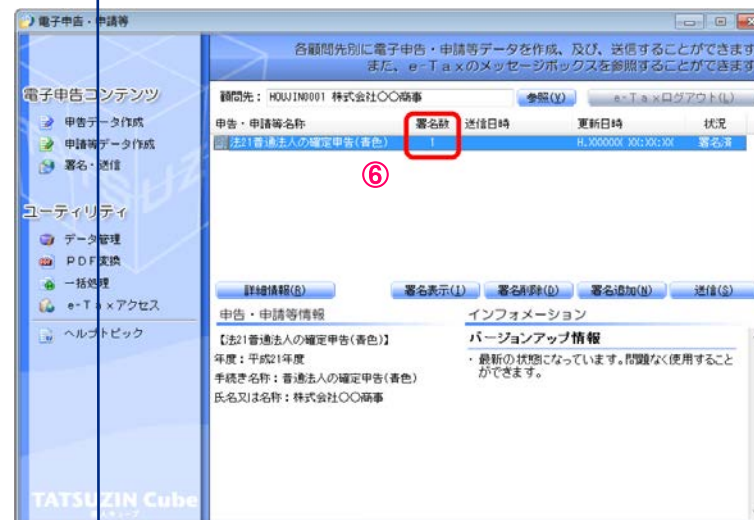 電子申告・申請等
各顧問先別に電子申告・申請等データを作成、及び、送信することができます
また、e-Taxのメッセージボックスを参照することができます
電子申告コンテンツ
申告データ作成
申請等データ作成
署名・送信
ユーティリティ
データ管理
PDF変換
一括処理
e-Taxアクセス
ヘルプトピック
顧問先: HOUJIN0001 株式会社○○商事
参照(Y)
e-Taxログアウト(L)
申告・申請等名称 署名数 送信日時 更新日時 状況
法21普通法人の確定申告(青色) 1 H.XXXXXX XX:XX:XX 署名済
⑥
詳細情報(R) 署名表示(I) 署名削除(D) 署名追加(N) 送信(S)
申告・申請等情報
【法21普通法人の確定申告(青色)】
年度:平成21年度
手続き名称:普通法人の確定申告(青色)
氏名又は名称:株式会社○○商事
インフォメーション
バージョンアップ情報
・最新の状態になっています。問題なく使用すること
ができます。
TATSUZIN Cube